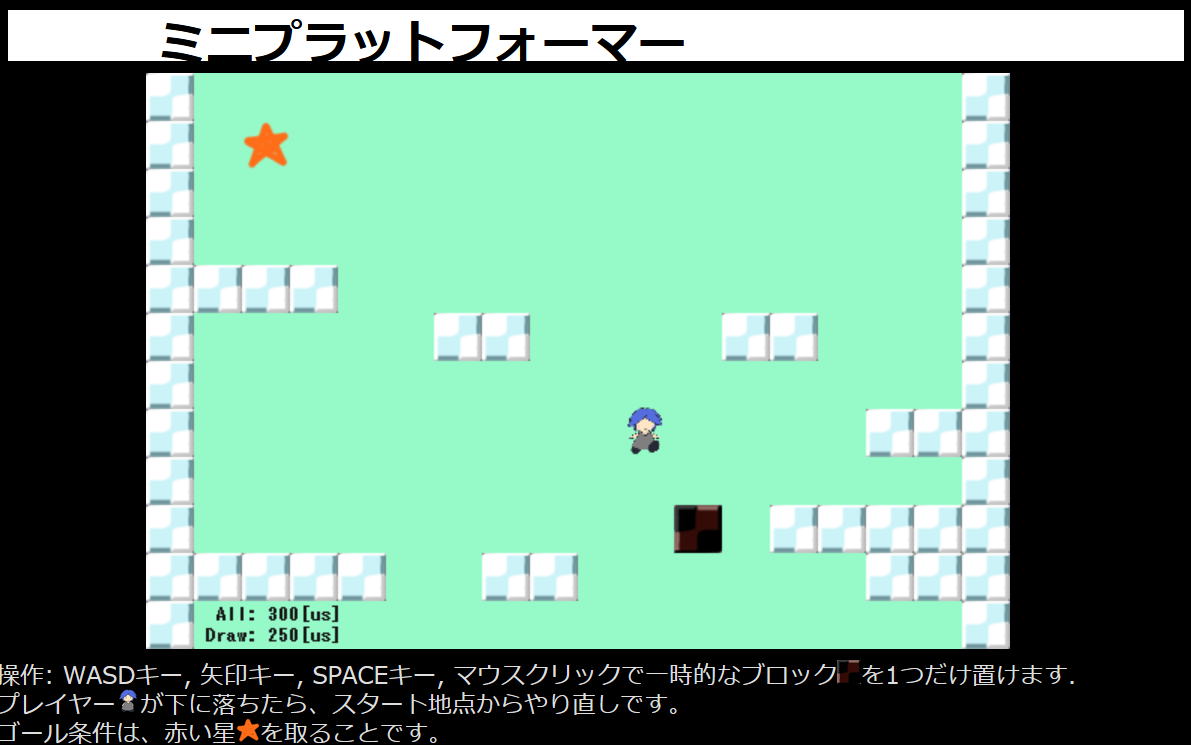 ミニプラットフォーマー
All: 300[us]
Draw: 250[us]
操作: WASDキー, 矢印キー, SPACEキー, マウスクリックで一時的なブロックを1つだけ置けます.
プレイヤーが下に落ちたら、スタート地点からやり直しです。
ゴール条件は、赤い星を取ることです。